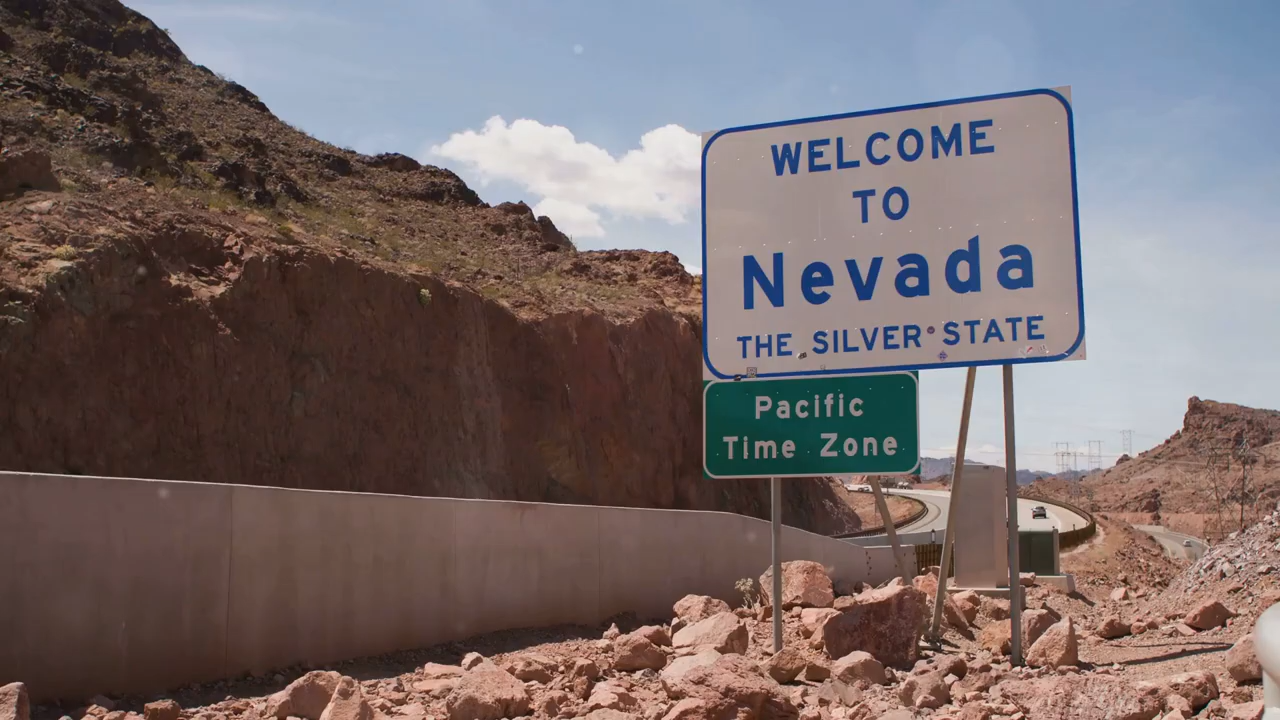 WELCOME
TO
Nevada
THE SILVER STATE
Pacific
Time Zone